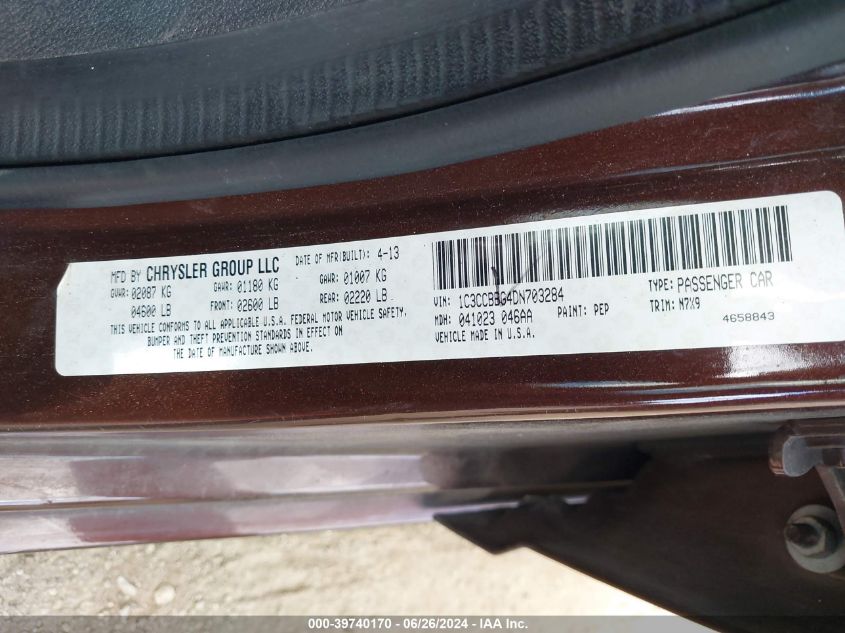 MFD BY CHRYSLER GROUP LLC DATE OF MFR(BUILT): 4-13
GVWR: 02087 KG GAWR: 01180 KG GAWR: 01007 KG
04600 LB FRONT: 02600 LB REAR: 02220 LB
THIS VEHICLE CONFORMS TO ALL APPLICABLE U.S.A. FEDERAL MOTOR VEHICLE SAFETY,
BUMPER AND THEFT PREVENTION STANDARDS IN EFFECT ON
THE DATE OF MANUFACTURE SHOWN ABOVE.
VIN: 1C3CCBBG4DN703284 TYPE: PASSENGER CAR
MDH: 041023 046AA PAINT: PEP TRIM: N7X9
VEHICLE MADE IN U.S.A. 4658843
000-39740170 | 06/26/2024 - IAA Inc.